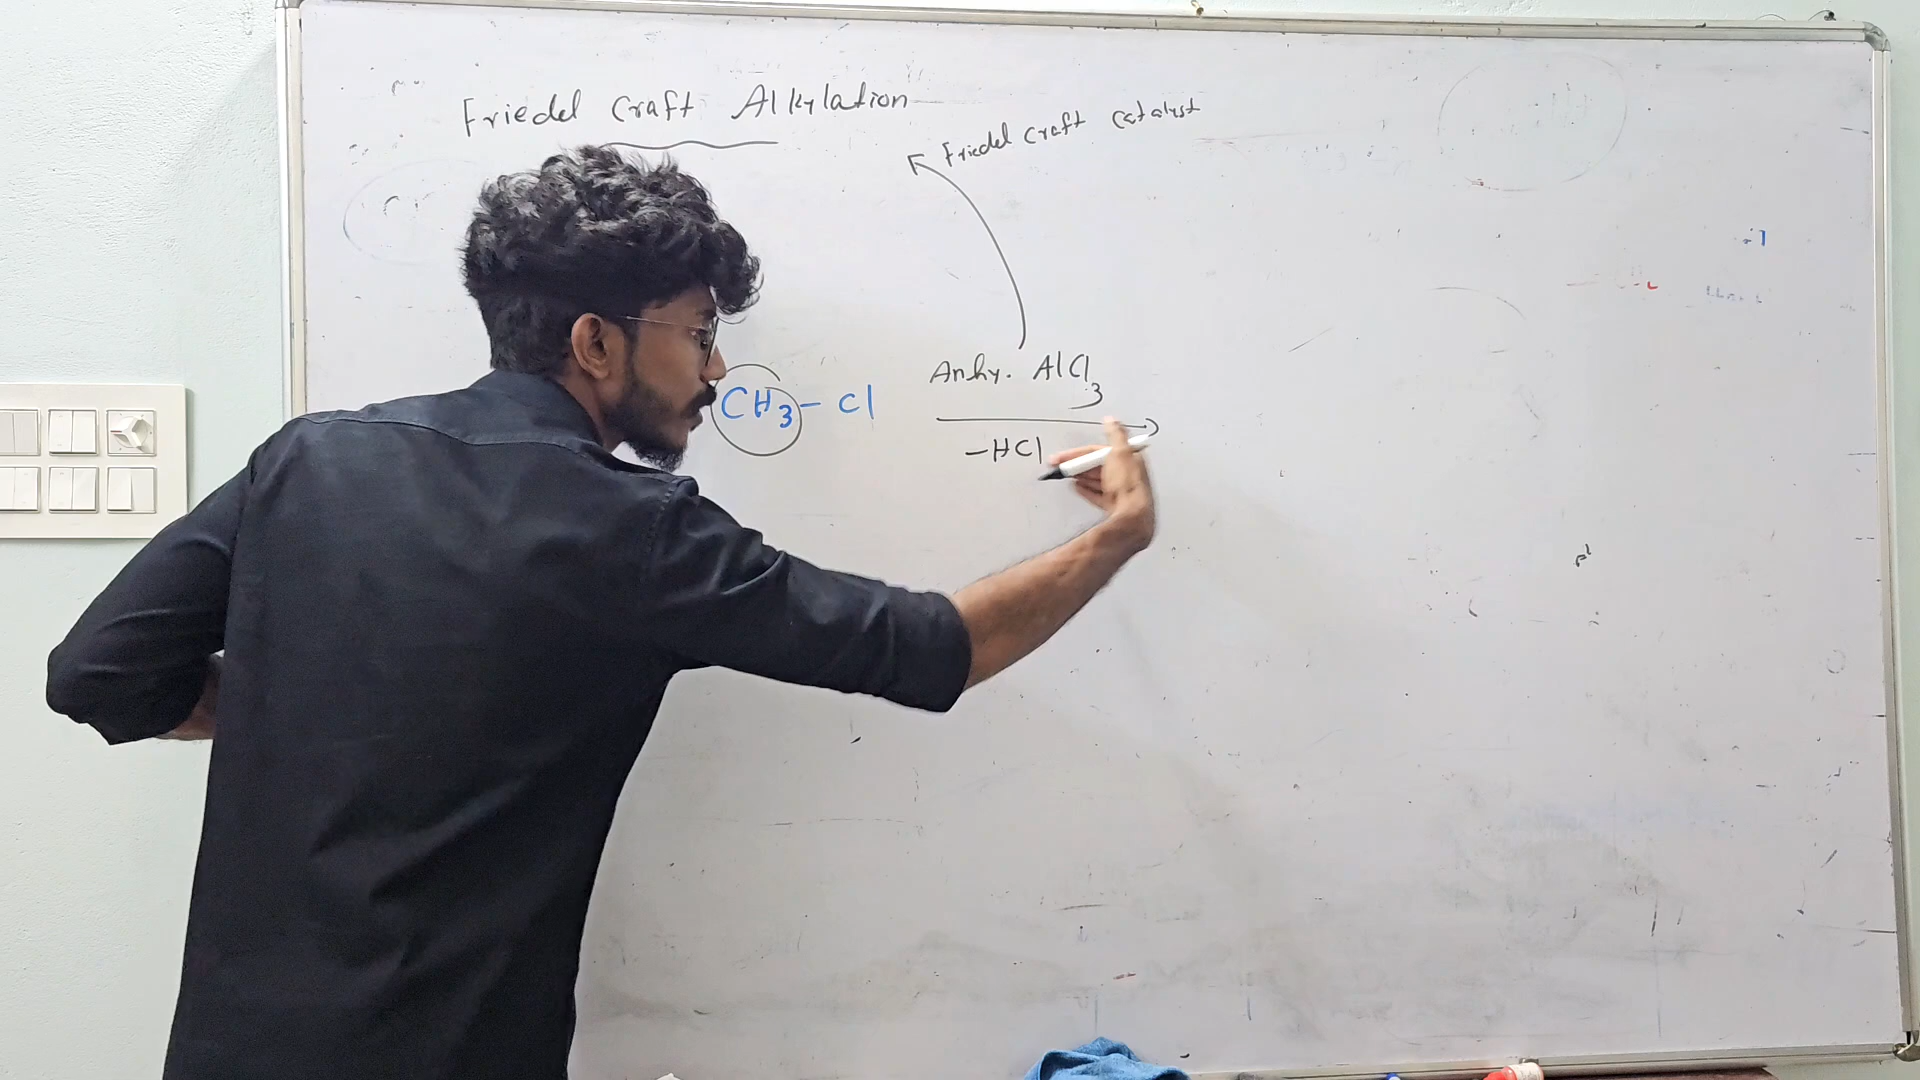 Friedel Craft Alkylation
Friedel Craft Catalyst
Anhy. AlCl3
CH3 - Cl
-HCl